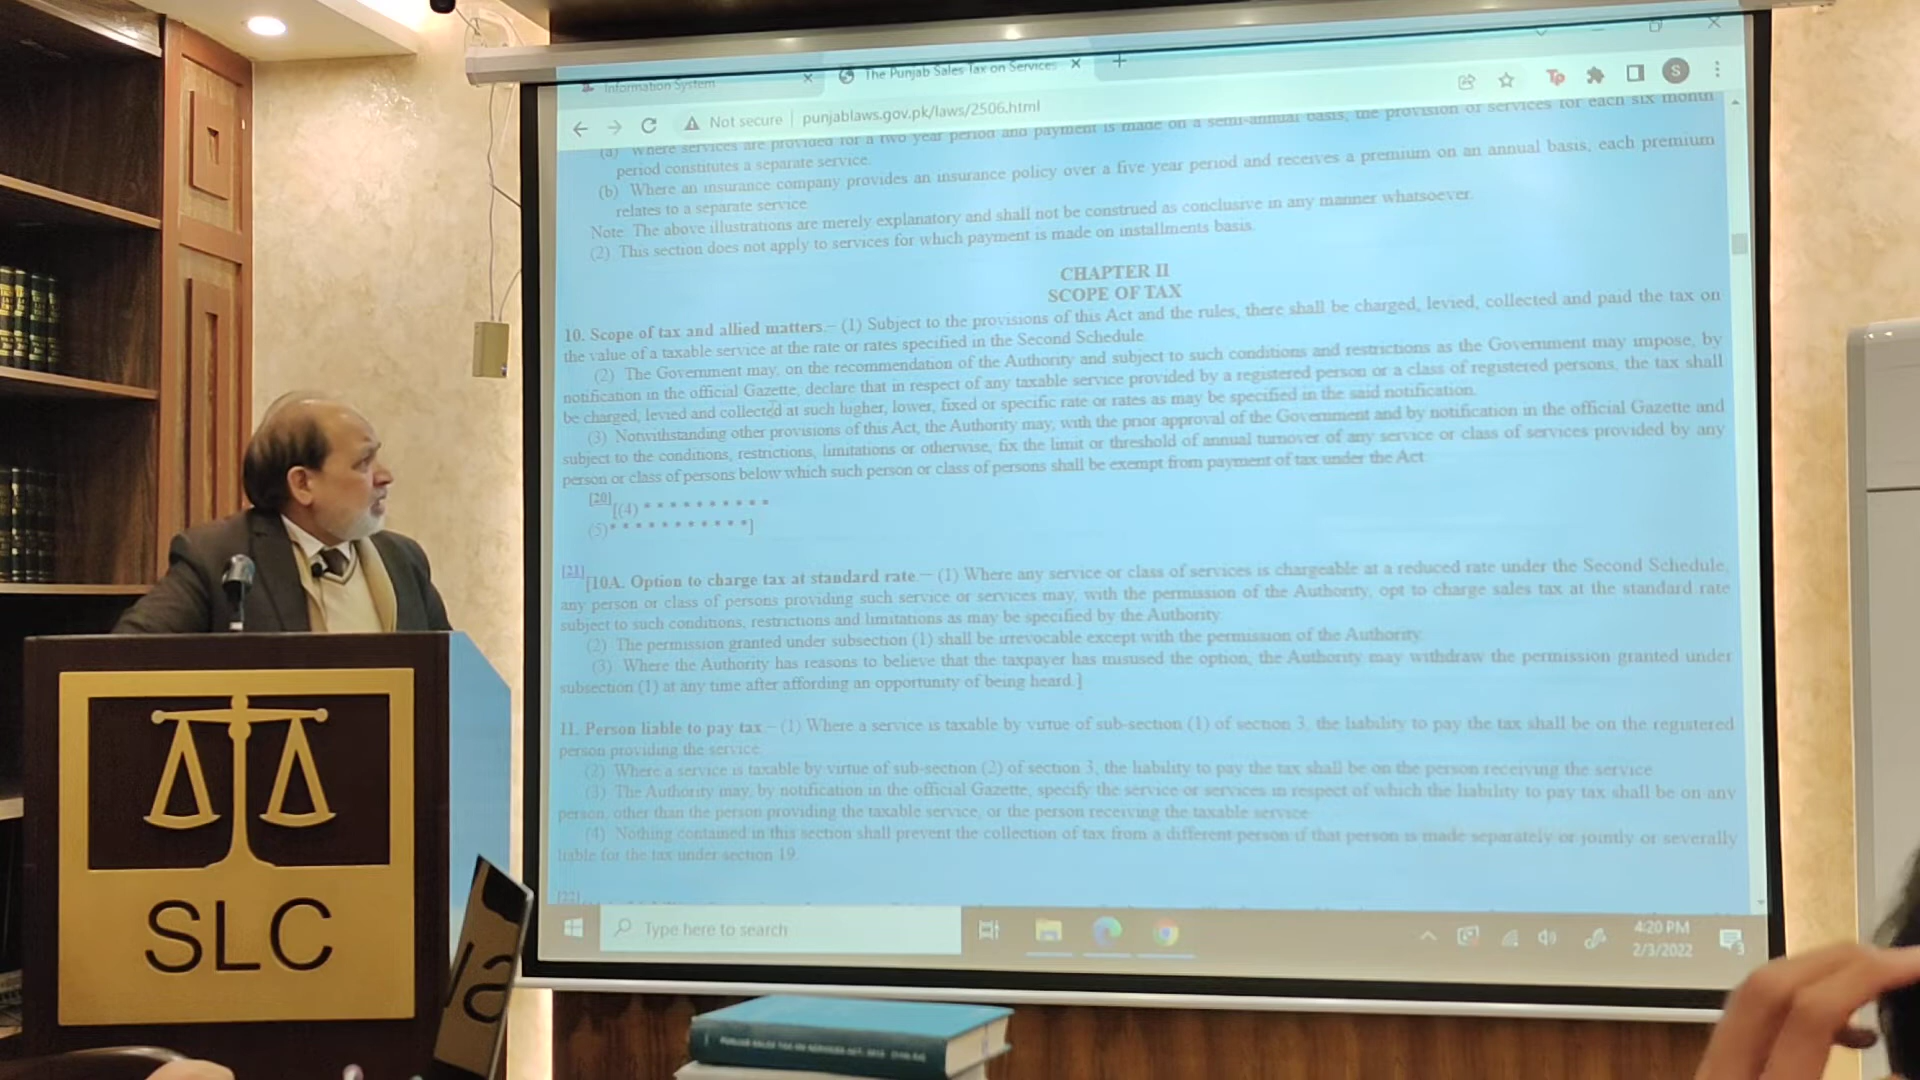 Information System
The Punjab Sales Tax on Services
Not secure | punjablaws.gov.pk/laws/2506.html
S
(a) Where services are provided for a two year period and payment is made on a semi-annual basis, the provision of services for each six month
period constitutes a separate service.
(b) Where an insurance company provides an insurance policy over a five year period and receives a premium on an annual basis, each premium
relates to a separate service
Note: The above illustrations are merely explanatory and shall not be construed as conclusive in any manner whatsoever.
(2) This section does not apply to services for which payment is made on installments basis.
CHAPTER II
SCOPE OF TAX
10. Scope of tax and allied matters.– (1) Subject to the provisions of this Act and the rules, there shall be charged, levied, collected and paid the tax on
the value of a taxable service at the rate or rates specified in the Second Schedule.
(2) The Government may, on the recommendation of the Authority and subject to such conditions and restrictions as the Government may impose, by
notification in the official Gazette, declare that in respect of any taxable service provided by a registered person or a class of registered persons, the tax shall
be charged, levied and collected at such higher, lower, fixed or specific rate or rates as may be specified in the said notification.
(3) Notwithstanding other provisions of this Act, the Authority may, with the prior approval of the Government and by notification in the official Gazette and
subject to the conditions, restrictions, limitations or otherwise, fix the limit or threshold of annual turnover of any service or class of services provided by any
person or class of persons below which such person or class of persons shall be exempt from payment of tax under the Act.
[20][(4) * * * * * * * * * *
(5)* * * * * * * * * * *]
[21][10A. Option to charge tax at standard rate.– (1) Where any service or class of services is chargeable at a reduced rate under the Second Schedule,
any person or class of persons providing such service or services may, with the permission of the Authority, opt to charge sales tax at the standard rate
subject to such conditions, restrictions and limitations as may be specified by the Authority.
(2) The permission granted under subsection (1) shall be irrevocable except with the permission of the Authority.
(3) Where the Authority has reasons to believe that the taxpayer has misused the option, the Authority may withdraw the permission granted under
subsection (1) at any time after affording an opportunity of being heard.]
11. Person liable to pay tax.– (1) Where a service is taxable by virtue of sub-section (1) of section 3, the liability to pay the tax shall be on the registered
person providing the service.
(2) Where a service is taxable by virtue of sub-section (2) of section 3, the liability to pay the tax shall be on the person receiving the service.
(3) The Authority may, by notification in the official Gazette, specify the service or services in respect of which the liability to pay tax shall be on any
person, other than the person providing the taxable service, or the person receiving the taxable service.
(4) Nothing contained in this section shall prevent the collection of tax from a different person if that person is made separately or jointly or severally
liable for the tax under section 19.
[22]
Type here to search
4:20 PM
2/3/2022
3
SLC